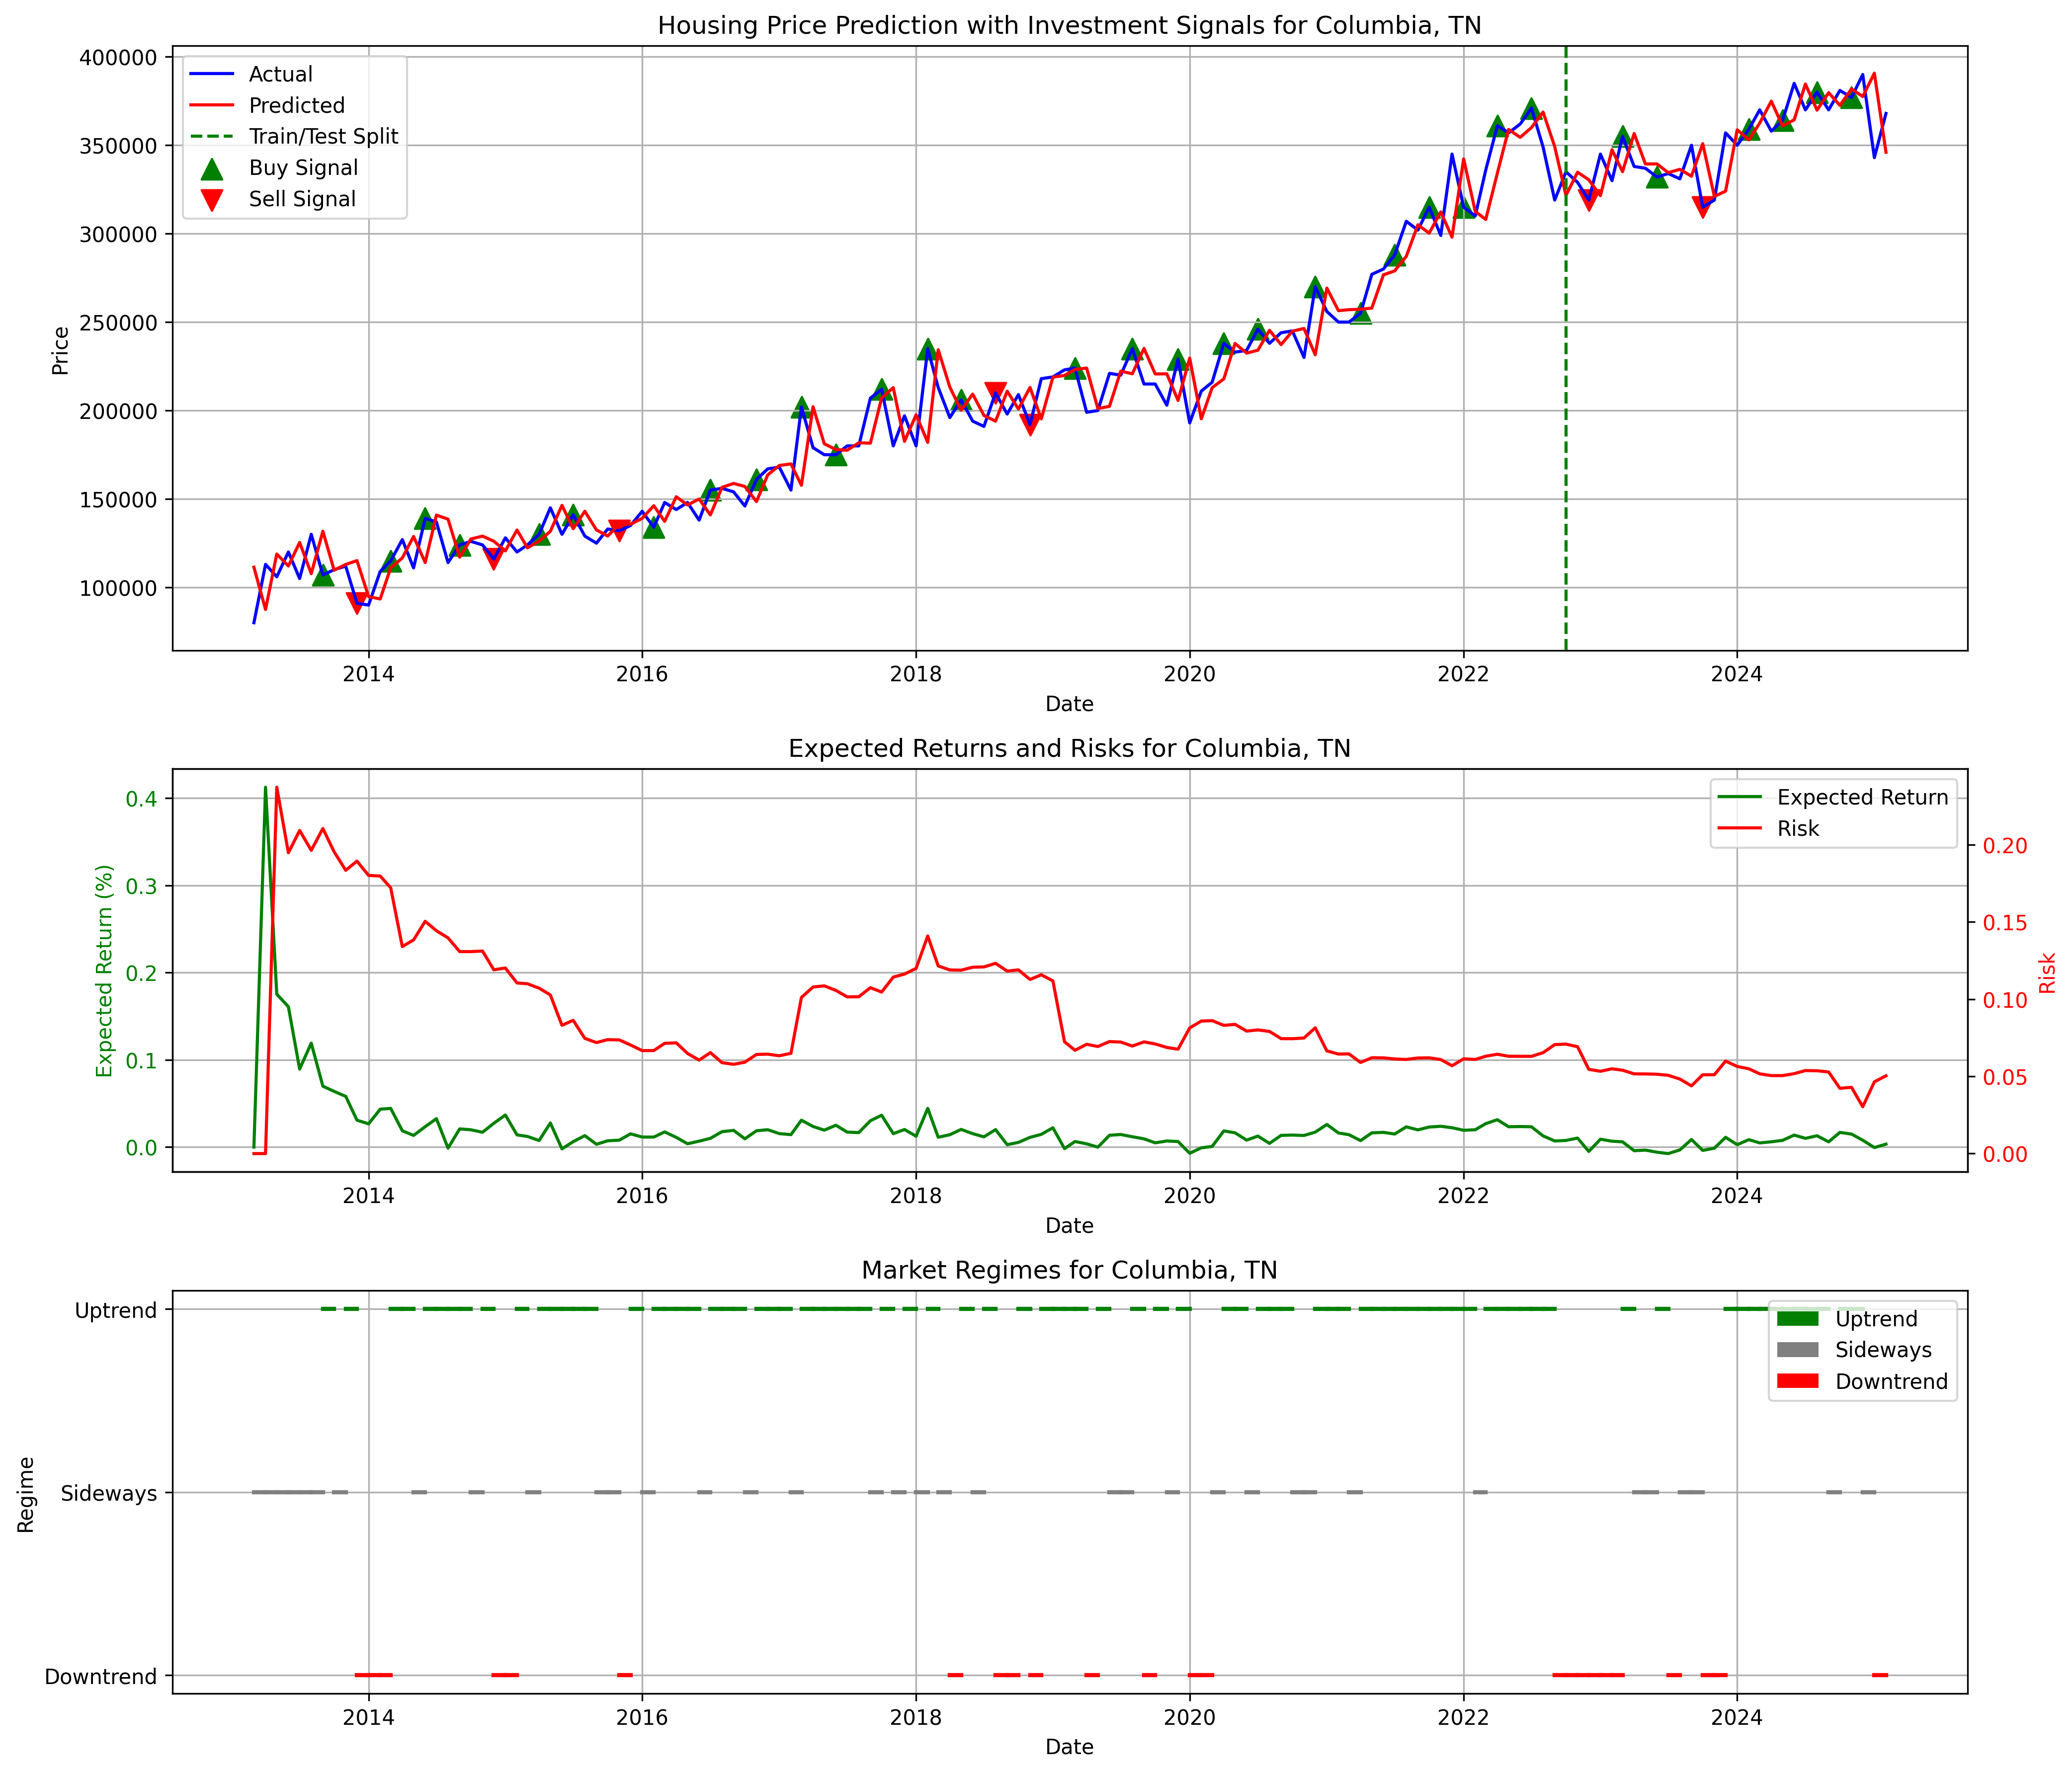 Housing Price Prediction with Investment Signals for Columbia, TN
Actual
Predicted
Train/Test Split
Buy Signal
Sell Signal
Price
400000
350000
300000
250000
200000
150000
100000
2014 2016 2018 2020 2022 2024
Date
Expected Returns and Risks for Columbia, TN
Expected Return
Risk
Expected Return (%)
0.4
0.3
0.2
0.1
0.0
0.20
0.15
0.10
0.05
0.00
Risk
2014 2016 2018 2020 2022 2024
Date
Market Regimes for Columbia, TN
Uptrend
Sideways
Downtrend
Regime
Uptrend
Sideways
Downtrend
2014 2016 2018 2020 2022 2024
Date